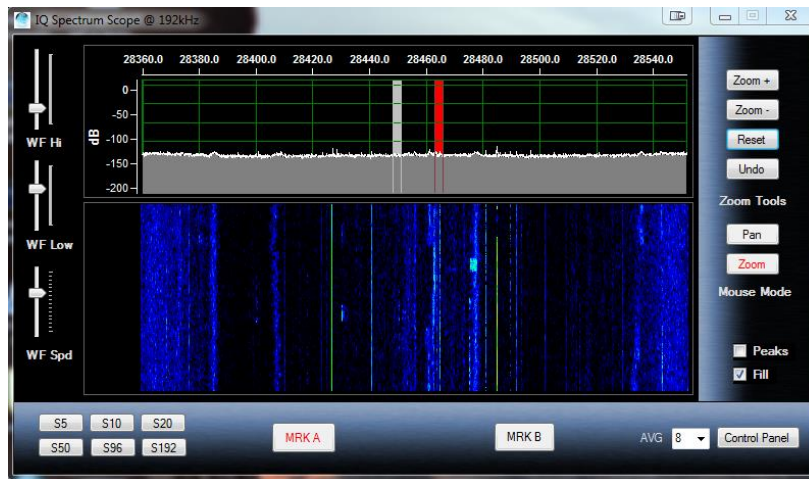 IQ Spectrum Scope @ 192kHz
28360.0 28380.0 28400.0 28420.0 28440.0 28460.0 28480.0 28500.0 28520.0 28540.0
0
-50
-100
-150
-200
dB
WF Hi
WF Low
WF Spd
Zoom +
Zoom -
Reset
Undo
Zoom Tools
Pan
Zoom
Mouse Mode
Peaks
Fill
S5 S10 S20
S50 S96 S192
MRK A
MRK B
AVG 8
Control Panel